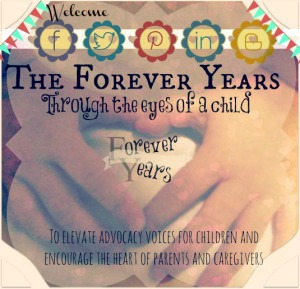 Welcome
The Forever Years
Through the eyes of a child
Forever
Years
To elevate advocacy voices for children and
encourage the heart of parents and caregivers